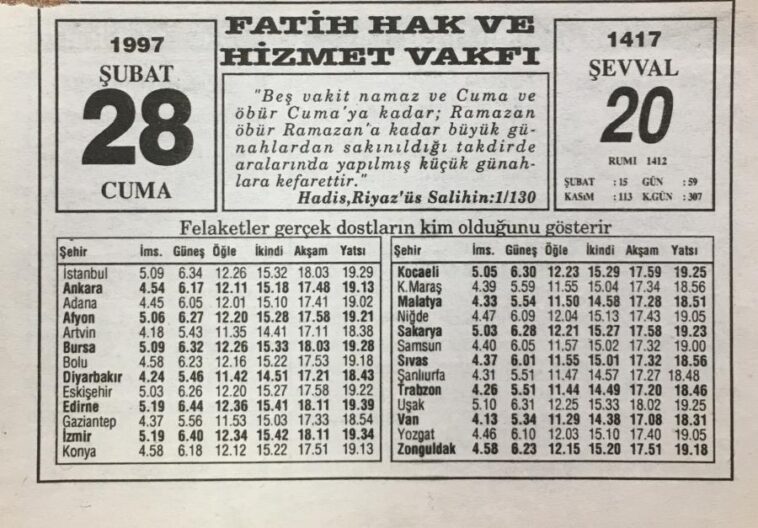 1997
ŞUBAT
28
CUMA
FATİH HAK VE
HİZMET VAKFI
"Beş vakit namaz ve Cuma ve
öbür Cuma'ya kadar; Ramazan
öbür Ramazan'a kadar büyük gü-
nahlardan sakınıldığı takdirde
aralarında yapılmış küçük günah-
lara kefarettir."
Hadis,Riyaz'üs Salihin:1/130
1417
ŞEVVAL
20
RUMI 1412
ŞUBAT : 15 GÜN : 59
KASıM : 113 K.GÜN : 307
Felaketler gerçek dostların kim olduğunu gösterir
Şehir İms. Güneş Öğle İkindi Akşam Yatsı
İstanbul 5.09 6.34 12.26 15.32 18.03 19.29
Ankara 4.54 6.17 12.11 15.18 17.48 19.13
Adana 4.45 6.05 12.01 15.10 17.41 19.02
Afyon 5.06 6.27 12.20 15.28 17.58 19.21
Artvin 4.18 5.43 11.35 14.41 17.11 18.38
Bursa 5.09 6.32 12.26 15.33 18.03 19.28
Bolu 4.58 6.23 12.16 15.22 17.53 19.18
Diyarbakır 4.24 5.46 11.42 14.51 17.21 18.43
Eskişehir 5.03 6.26 12.20 15.27 17.58 19.22
Edirne 5.19 6.44 12.36 15.41 18.11 19.39
Gaziantep 4.37 5.56 11.53 15.03 17.33 18.54
İzmir 5.19 6.40 12.34 15.42 18.11 19.34
Konya 4.58 6.18 12.12 15.22 17.51 19.13
Şehir İms. Güneş Öğle İkindi Akşam Yatsı
Kocaeli 5.05 6.30 12.23 15.29 17.59 19.25
K.Maraş 4.39 5.59 11.55 15.04 17.34 18.56
Malatya 4.33 5.54 11.50 14.58 17.28 18.51
Niğde 4.47 6.09 12.04 15.13 17.43 19.05
Sakarya 5.03 6.28 12.21 15.27 17.58 19.23
Samsun 4.40 6.05 11.57 15.02 17.32 19.00
Sıvas 4.37 6.01 11.55 15.01 17.32 18.56
Şanlıurfa 4.31 5.51 11.47 14.57 17.27 18.48
Trabzon 4.26 5.51 11.44 14.49 17.20 18.46
Uşak 5.10 6.31 12.25 15.33 18.02 19.25
Van 4.13 5.34 11.29 14.38 17.08 18.31
Yozgat 4.46 6.10 12.03 15.10 17.40 19.05
Zonguldak 4.58 6.23 12.15 15.20 17.51 19.18